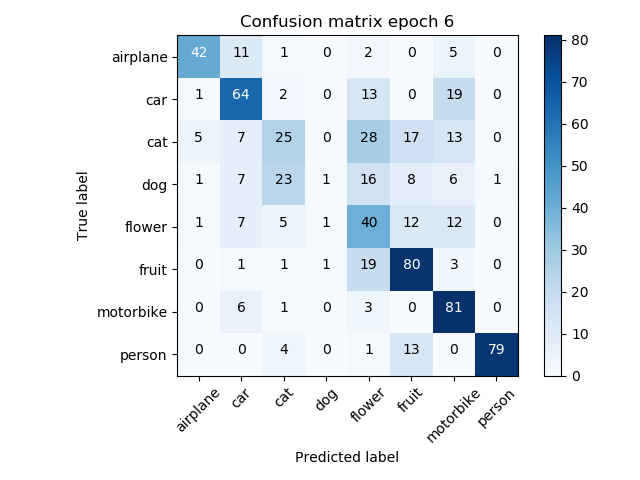 Confusion matrix epoch 6
airplane 42 11 1 0 2 0 5 0
car 1 64 2 0 13 0 19 0
cat 5 7 25 0 28 17 13 0
dog 1 7 23 1 16 8 6 1
flower 1 7 5 1 40 12 12 0
fruit 0 1 1 1 19 80 3 0
motorbike 0 6 1 0 3 0 81 0
person 0 0 4 0 1 13 0 79
airplane car cat dog flower fruit motorbike person
True label
Predicted label
80
70
60
50
40
30
20
10
0